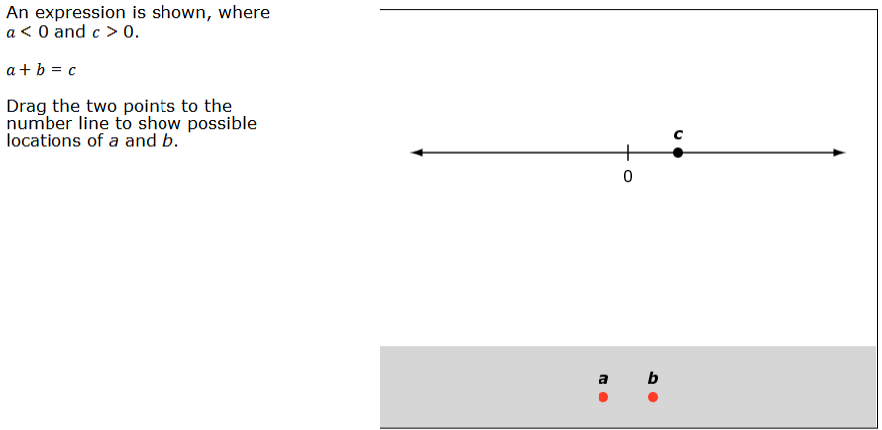 An expression is shown, where
a < 0 and c > 0.
a + b = c
Drag the two points to the
number line to show possible
locations of a and b.
c
0
a b